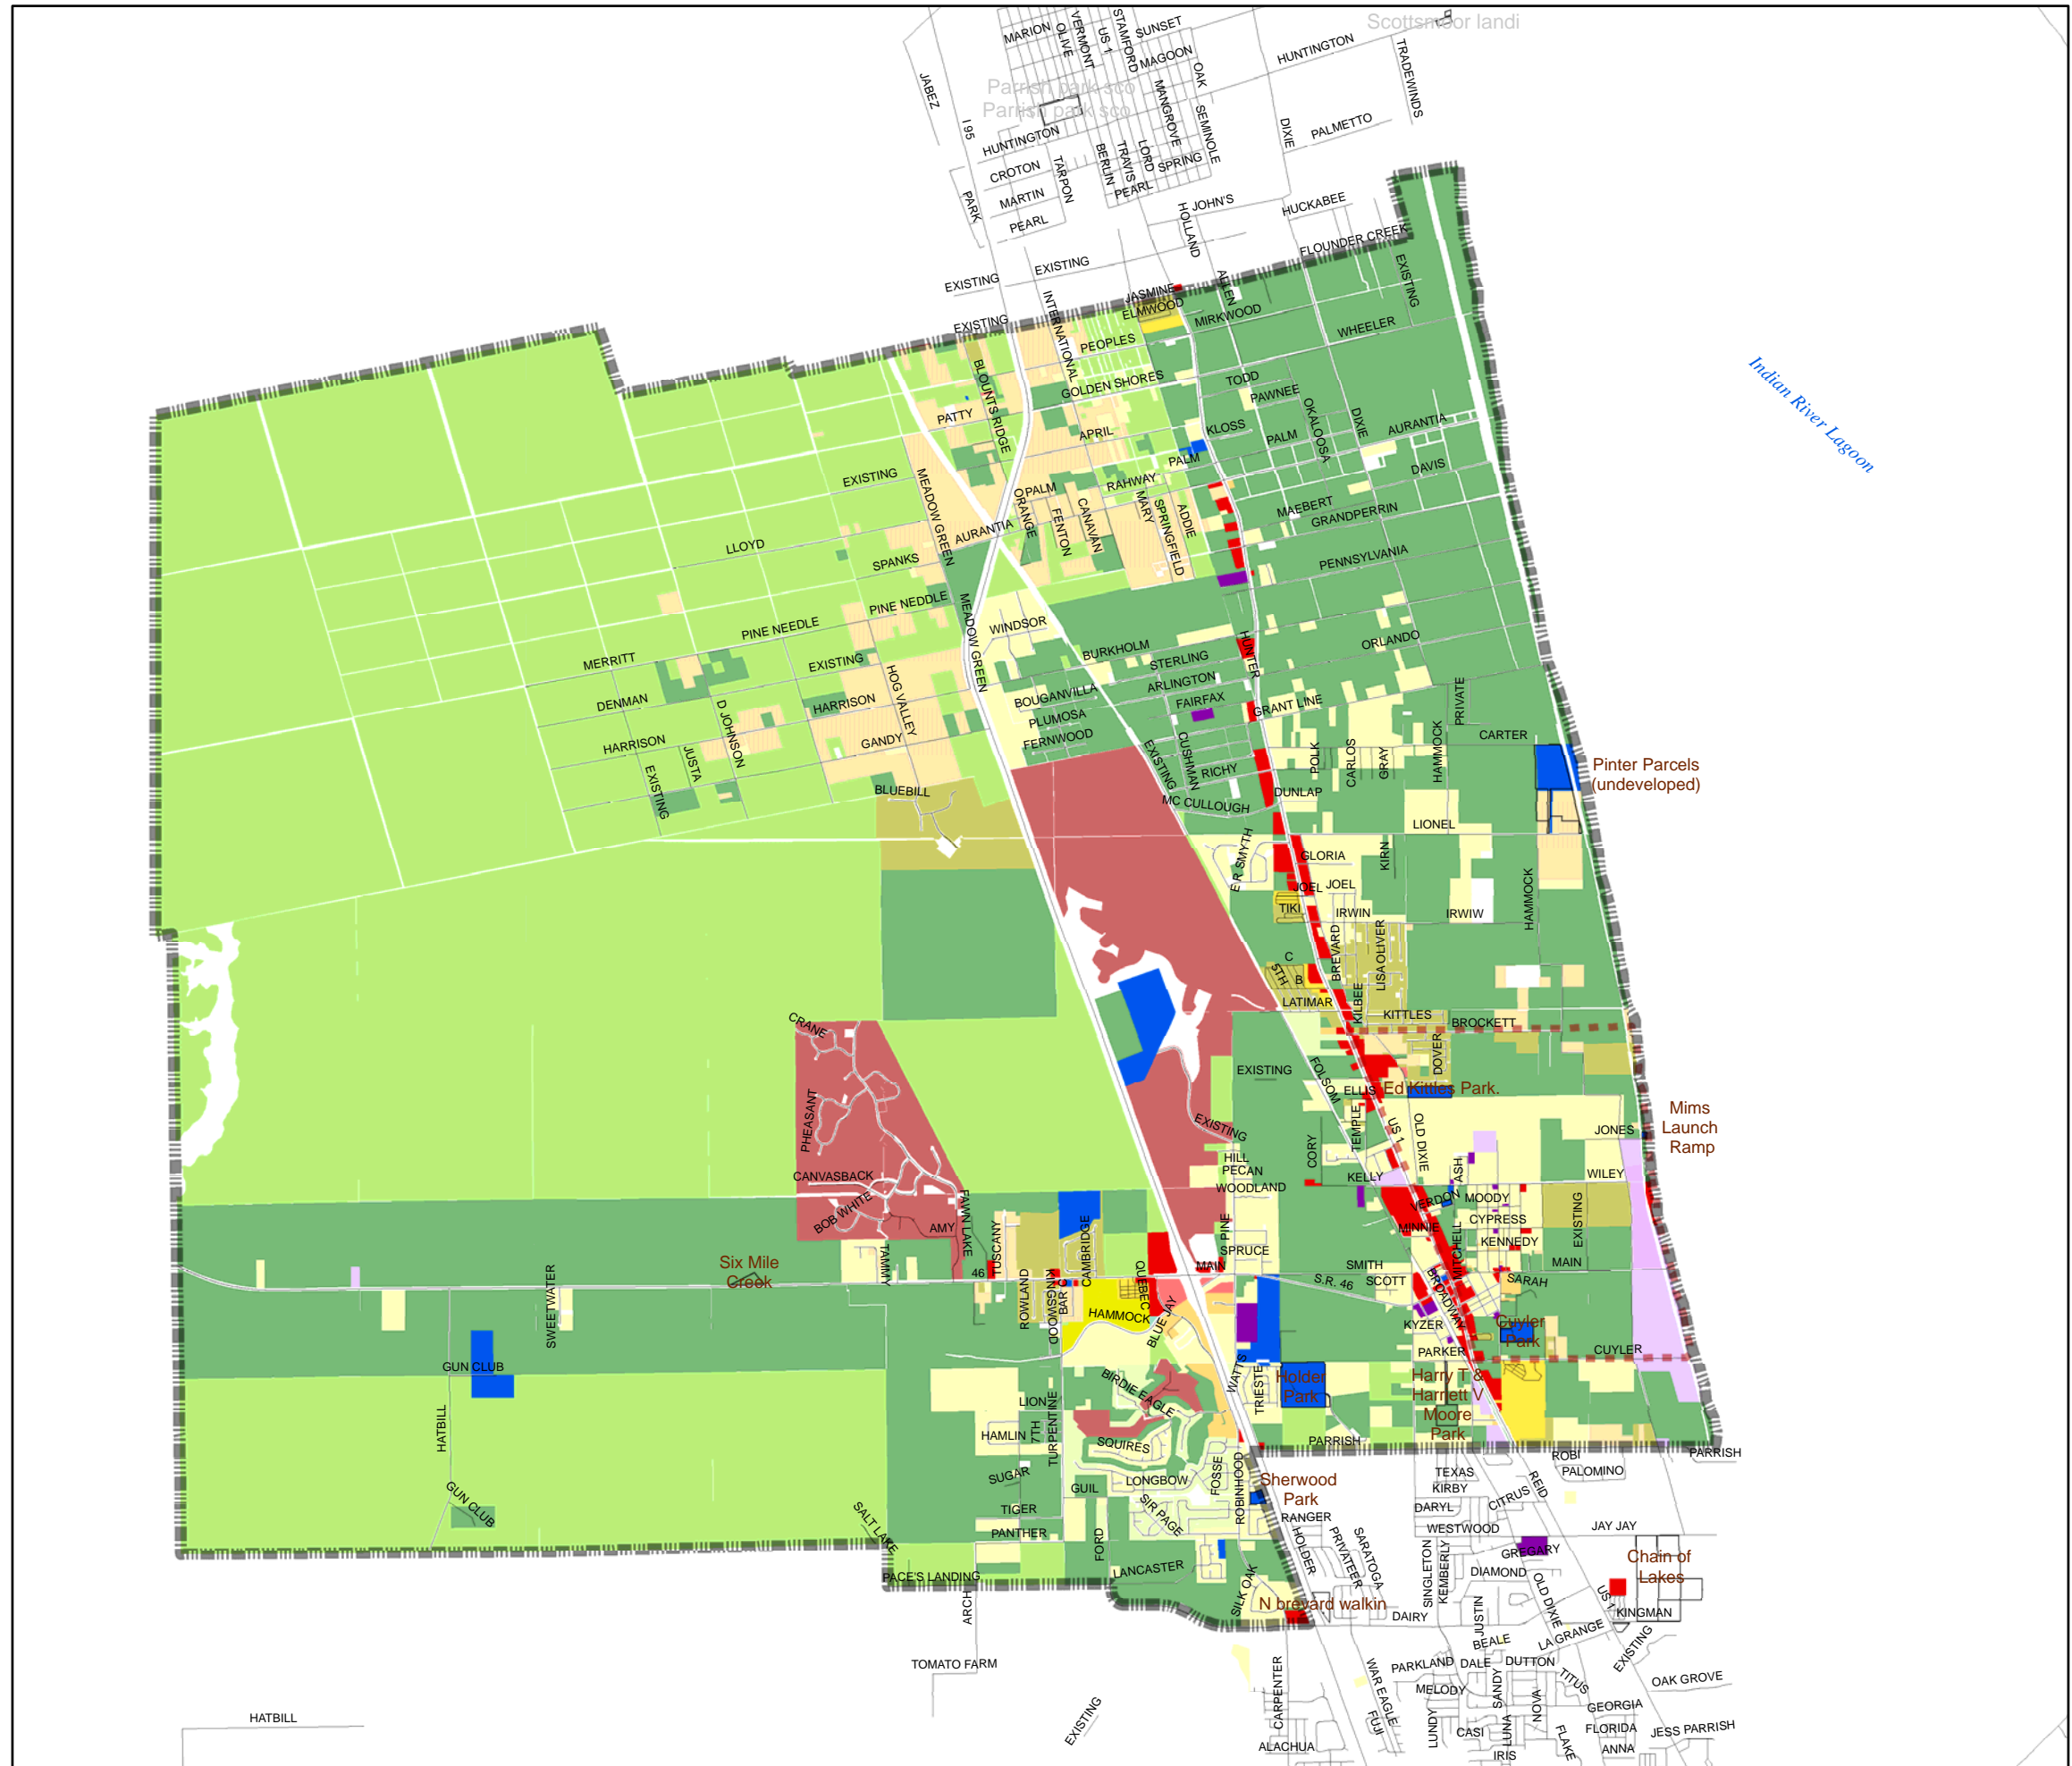 Scottsmoor landi
MARION
OLIVE
VERMONT
US 1
STAMFORD
SUNSET
MAGOON
OAK
HUNTINGTON
TRADEWINDS
JABEZ
I 95
Parrish park sco
Parrish park sco
MANGROVE
SEMINOLE
DIXIE
PALMETTO
HUNTINGTON
CROTON
TARPON
BERLIN
TRAVIS
LORD
SPRING
PARK
MARTIN
PEARL
PEARL
JOHN'S
HOLLAND
HUCKABEE
FLOUNDER CREEK
EXISTING
EXISTING
EXISTING
EXISTING
INTERNATIONAL
JASMINE
ELMWOOD
ALLEN
MIRKWOOD
WHEELER
PEOPLES
BLOUNTS RIDGE
GOLDEN SHORES
TODD
PAWNEE
OKALOOSA
DIXIE
AURANTIA
Indian River Lagoon
PATTY
APRIL
KLOSS
PALM
PALM
DAVIS
EXISTING
MEADOW GREEN
ORANGE
PALM
RAHWAY
MARY
SPRINGFIELD
ADDIE
MAEBERT
GRANDPERRIN
FENTON
CANAVAN
AURANTIA
LLOYD
SPANKS
PENNSYLVANIA
PINE NEDDLE
MEADOW GREEN
WINDSOR
PINE NEEDLE
MERRITT
EXISTING
BURKHOLM
STERLING
HUNTER
ORLANDO
HOG VALLEY
ARLINGTON
BOUGANVILLA
FAIRFAX
GRANT LINE
PRIVATE
DENMAN
D JOHNSON
HARRISON
PLUMOSA
FERNWOOD
HARRISON
JUSTA
GANDY
EXISTING
CUSHMAN
RICHY
POLK
CARLOS
GRAY
HAMMOCK
CARTER
Pinter Parcels
(undeveloped)
EXISTING
BLUEBILL
MC CULLOUGH
DUNLAP
LIONEL
E R SMYTH
GLORIA
KIRN
JOEL
JOEL
HAMMOCK
TIKI
IRWIN
IRWIW
BREVARD
LISA OLIVER
C
5TH
B
LATIMAR
KILBEE
KITTLES
BROCKETT
CRANE
EXISTING
FOLSOM
DOVER
ELLIS
Ed Kittles Park.
PHEASANT
EXISTING
TEMPLE
US 1
OLD DIXIE
JONES
Mims
Launch
Ramp
CORY
HILL
PECAN
WOODLAND
KELLY
ASH
WILEY
CANVASBACK
BOB WHITE
AMY
FAWN LAKE
TUSCANY
CAMBRIDGE
PINE
SPRUCE
VERDON
MOODY
MINNIE
CYPRESS
MITCHELL
KENNEDY
EXISTING
MAIN
Six Mile
Creek
TAMMY
46
MAIN
SMITH
S.R. 46
SCOTT
SARAH
SWEETWATER
ROWLAND
KINGSWOOD
BAR C
HAMMOCK
QUEBEC
BLUE JAY
BROADWAY
KYZER
Cuyler
Park
CUYLER
GUN CLUB
PARKER
WATTS
TRIESTE
Holder
Park
Harry T &
Harriett V
Moore
Park
BIRDIE EAGLE
LION
7TH
TURPENTINE
HATBILL
HAMLIN
SQUIRES
PARRISH
PARRISH
ROBI
PALOMINO
SUGAR
GUIL
LONGBOW
FOSSE
ROBINHOOD
Sherwood
Park
TEXAS
KIRBY
REID
CITRUS
DARYL
GUN CLUB
SALT LAKE
TIGER
SIR PAGE
RANGER
PANTHER
FORD
HOLDER
PRIVATEER
SARATOGA
WESTWOOD
JAY JAY
GREGARY
Chain of
Lakes
PACE'S LANDING
LANCASTER
SILK OAK
SINGLETON
KEMBERLY
DIAMOND
OLD DIXIE
US 1
ARCH
N brevard walkin
DAIRY
JUSTIN
KINGMAN
LA GRANGE
BEALE
EXISTING
TOMATO FARM
CARPENTER
WAR EAGLE
PARKLAND
DALE
DUTTON
TITUS
OAK GROVE
MELODY
SANDY
NOVA
GEORGIA
HATBILL
EXISTING
FUJI
LUNDY
CASI
LUNA
FLAKE
FLORIDA
JESS PARRISH
ALACHUA
IRIS
ANNA